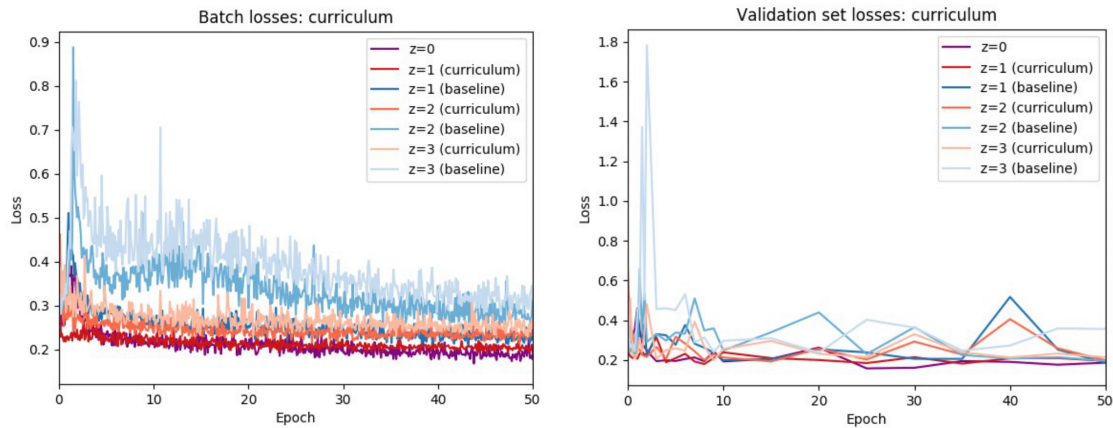 Batch losses: curriculum
0.9
0.8
0.7
0.6
0.5
0.4
0.3
0.2
Loss
z=0
z=1 (curriculum)
z=1 (baseline)
z=2 (curriculum)
z=2 (baseline)
z=3 (curriculum)
z=3 (baseline)
0 10 20 30 40 50
Epoch
Validation set losses: curriculum
1.8
1.6
1.4
1.2
1.0
0.8
0.6
0.4
0.2
Loss
z=0
z=1 (curriculum)
z=1 (baseline)
z=2 (curriculum)
z=2 (baseline)
z=3 (curriculum)
z=3 (baseline)
0 10 20 30 40 50
Epoch